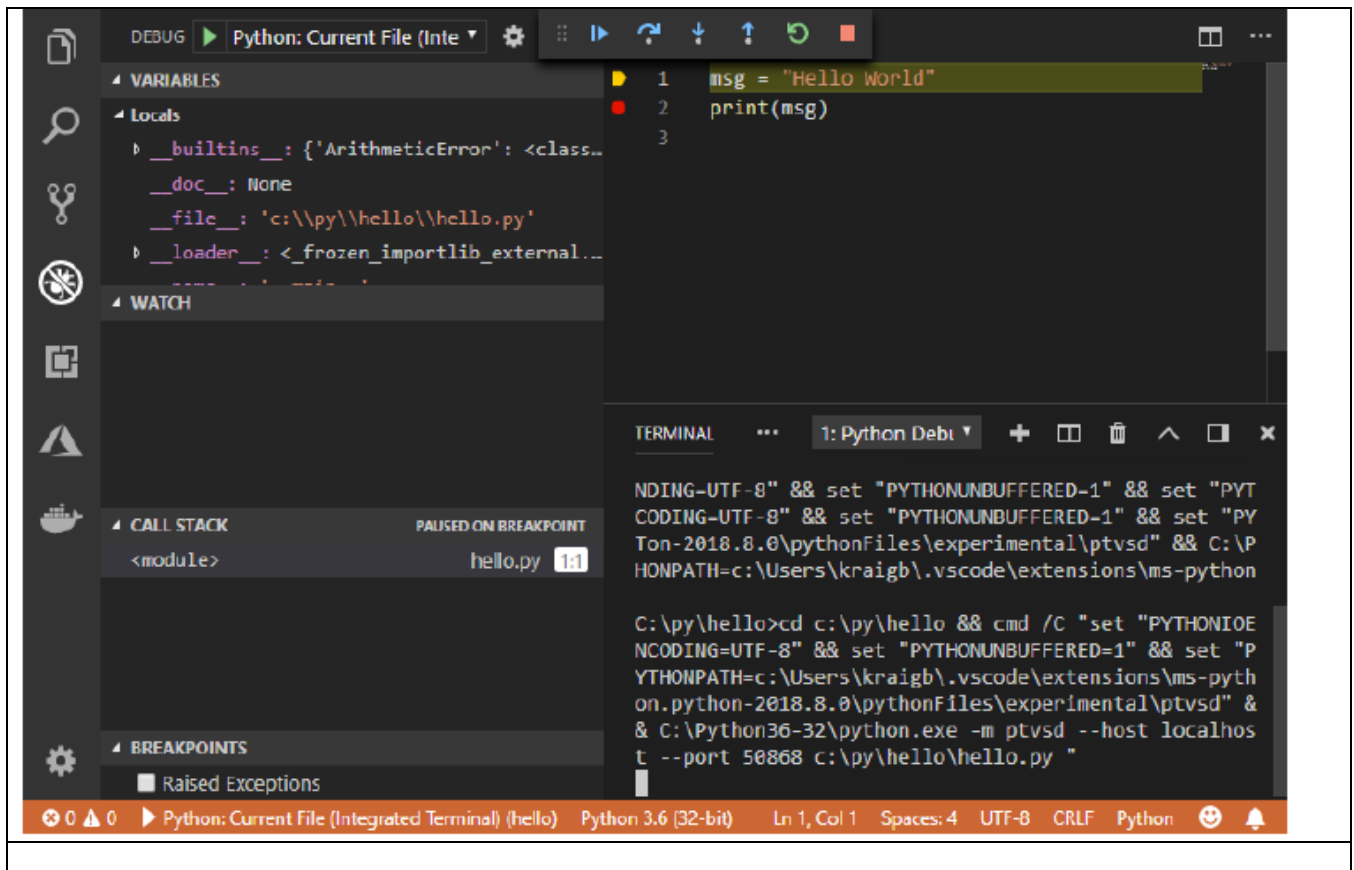 DEBUG Python: Current File (Inte
VARIABLES
Locals
__builtins__: {'ArithmeticError': <class…
__doc__: None
__file__: 'c:\\py\\hello\\hello.py'
__loader__: <_frozen_importlib_external.…
WATCH
CALL STACK PAUSED ON BREAKPOINT
<module> hello.py 1:1
BREAKPOINTS
Raised Exceptions
1 msg = "Hello World"
2 print(msg)
3
TERMINAL ••• 1: Python Debu
NDING=UTF-8" && set "PYTHONUNBUFFERED=1" && set "PYT
CODING=UTF-8" && set "PYTHONUNBUFFERED=1" && set "PY
Ton-2018.8.0\pythonFiles\experimental\ptvsd" && C:\P
HONPATH=c:\Users\kraigb\.vscode\extensions\ms-python
C:\py\hello>cd c:\py\hello && cmd /C "set "PYTHONIOE
NCODING=UTF-8" && set "PYTHONUNBUFFERED=1" && set "P
YTHONPATH=c:\Users\kraigb\.vscode\extensions\ms-pyth
on.python-2018.8.0\pythonFiles\experimental\ptvsd" &
& C:\Python36-32\python.exe -m ptvsd --host localhos
t --port 50868 c:\py\hello\hello.py "
0 0 Python: Current File (Integrated Terminal) (hello) Python 3.6 (32-bit) Ln 1, Col 1 Spaces: 4 UTF-8 CRLF Python